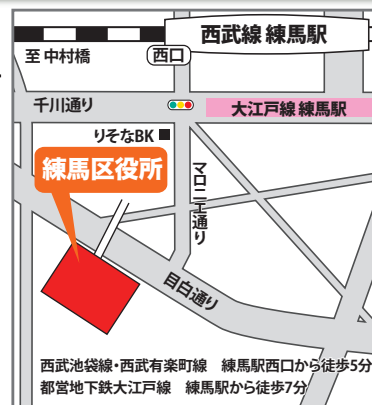 西武線 練馬駅
至 中村橋
西口
千川通り
大江戸線 練馬駅
りそなBK
練馬区役所
マロニエ通り
目白通り
西武池袋線・西武有楽町線　練馬駅西口から徒歩5分
都営地下鉄大江戸線　練馬駅から徒歩7分